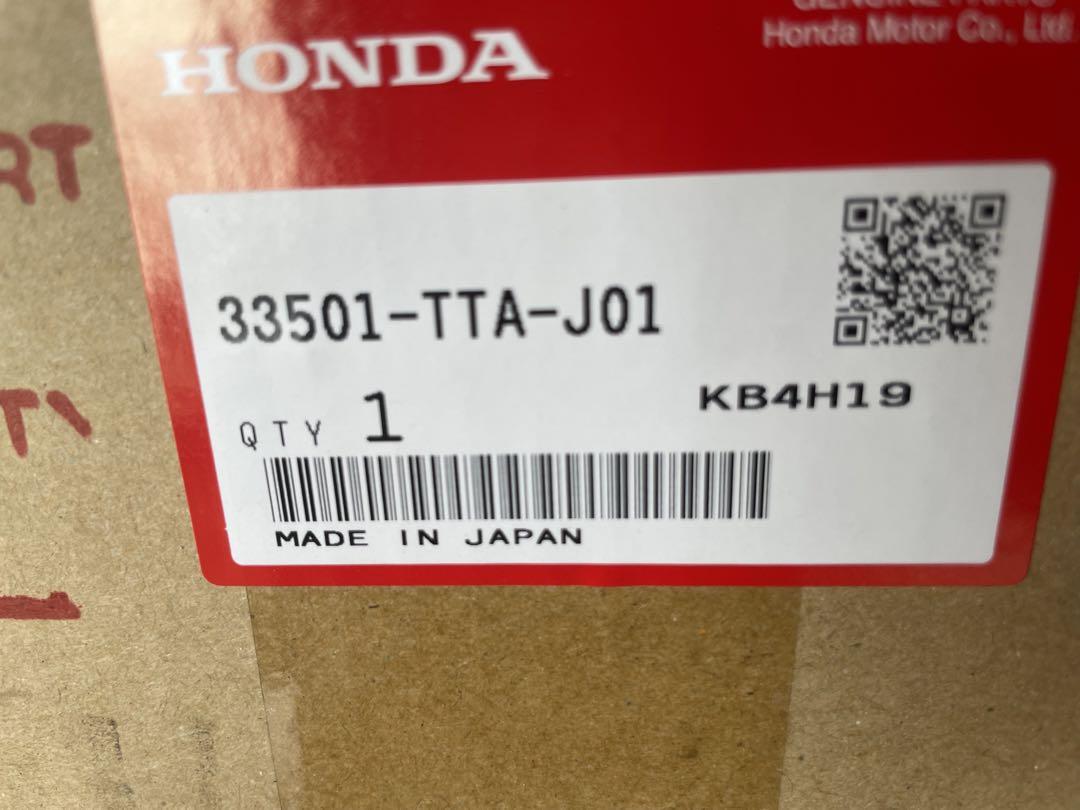 HONDA
Honda Motor Co., Ltd.
33501-TTA-J01
KB4H19
QTY 1
MADE IN JAPAN